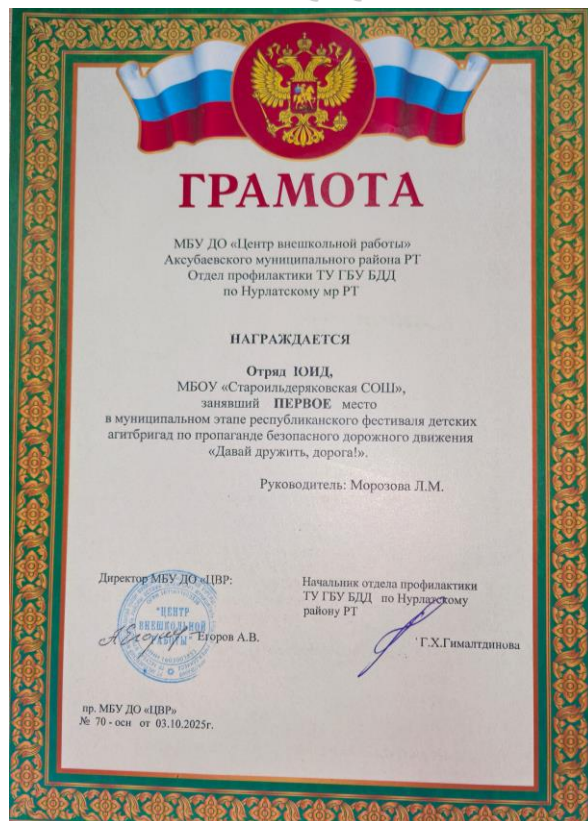 ГРАМОТА
МБУ ДО «Центр внешкольной работы»
Аксубаевского муниципального района РТ
Отдел профилактики ТУ ГБУ БДД
по Нурлатскому мр РТ
НАГРАЖДАЕТСЯ
Отряд ЮИД,
МБОУ «Староильдеряковская СОШ»,
занявший ПЕРВОЕ место
в муниципальном этапе республиканского фестиваля детских
агитбригад по пропаганде безопасного дорожного движения
«Давай дружить, дорога!».
Руководитель: Морозова Л.М.
Директор МБУ ДО «ЦВР:
"ЦЕНТР
ВНЕШКОЛЬНОЙ
РАБОТЫ"
Егоров А.В.
Начальник отдела профилактики
ТУ ГБУ БДД по Нурлатскому
району РТ
Г.Х.Гималтдинова
пр. МБУ ДО «ЦВР»
№ 70 - осн от 03.10.2025г.